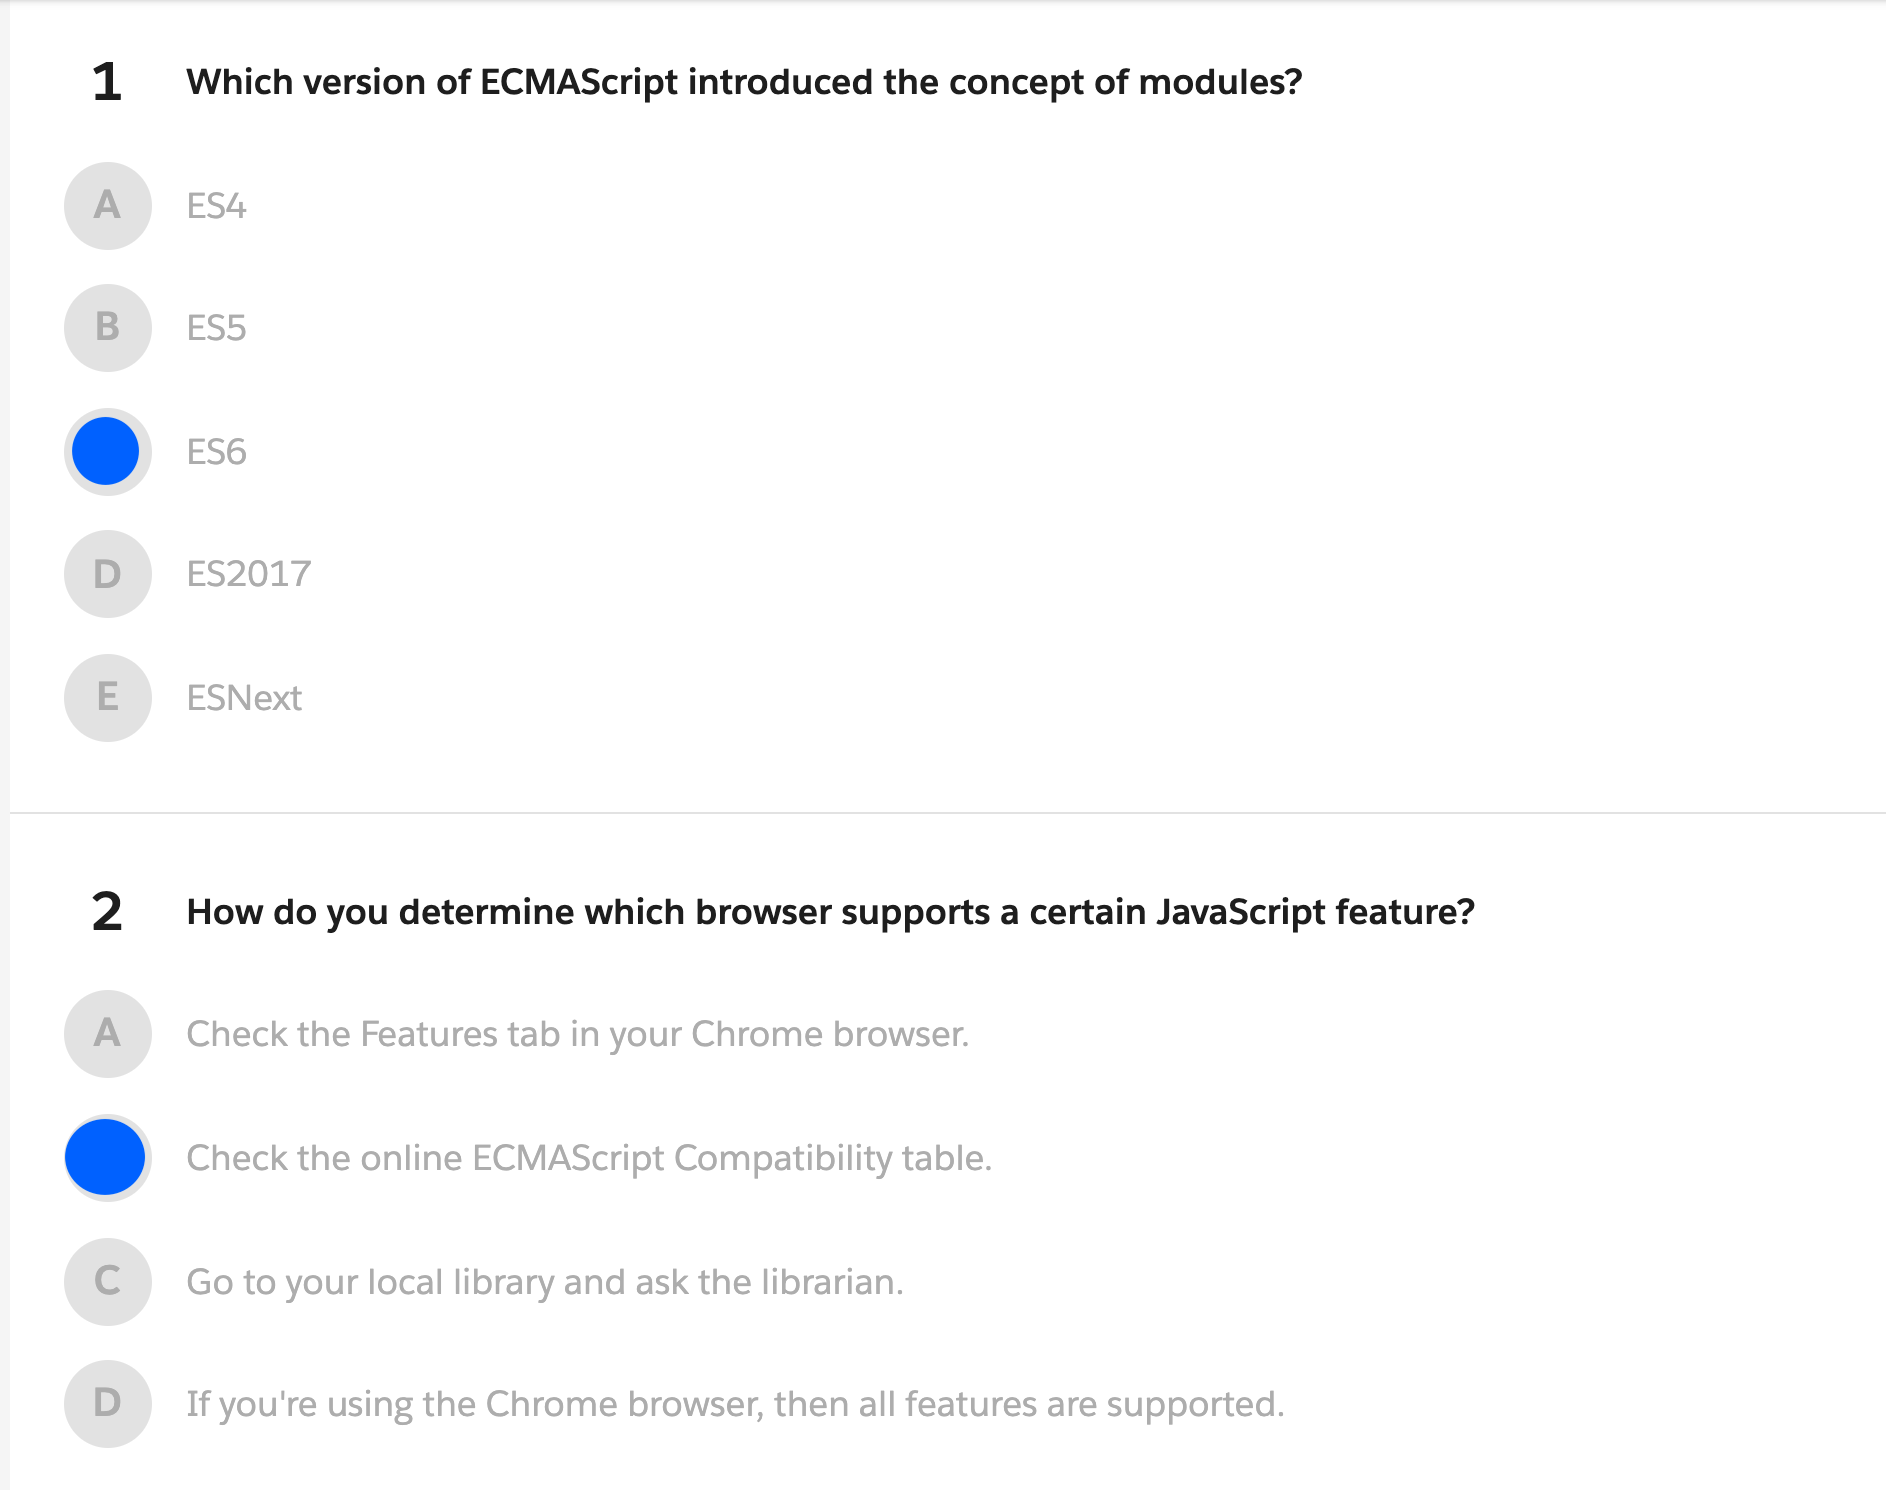 1 Which version of ECMAScript introduced the concept of modules?
A ES4
B ES5
ES6
D ES2017
E ESNext
2 How do you determine which browser supports a certain JavaScript feature?
A Check the Features tab in your Chrome browser.
Check the online ECMAScript Compatibility table.
C Go to your local library and ask the librarian.
D If you're using the Chrome browser, then all features are supported.